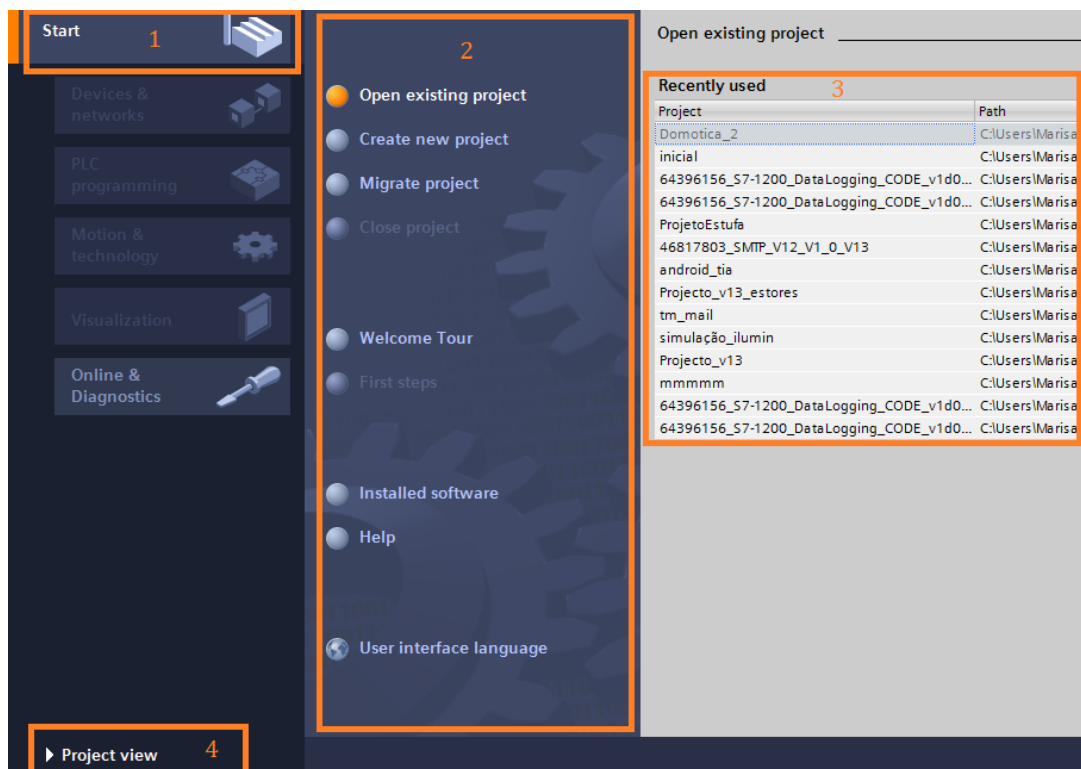 Start
1
Devices &
networks
PLC
programming
Motion &
technology
Visualization
Online &
Diagnostics
Project view
4
2
Open existing project
Create new project
Migrate project
Close project
Welcome Tour
First steps
Installed software
Help
User interface language
Open existing project
Recently used
3
Project Path
Domotica_2 C:\Users\Marisa
inicial C:\Users\Marisa
64396156_S7-1200_DataLogging_CODE_v1d0... C:\Users\Marisa
64396156_S7-1200_DataLogging_CODE_v1d0... C:\Users\Marisa
ProjetoEstufa C:\Users\Marisa
46817803_SMTP_V12_V1_0_V13 C:\Users\Marisa
android_tia C:\Users\Marisa
Projecto_v13_estores C:\Users\Marisa
tm_mail C:\Users\Marisa
simulação_ilumin C:\Users\Marisa
Projecto_v13 C:\Users\Marisa
mmmmm C:\Users\Marisa
64396156_S7-1200_DataLogging_CODE_v1d0... C:\Users\Marisa
64396156_S7-1200_DataLogging_CODE_v1d0... C:\Users\Marisa